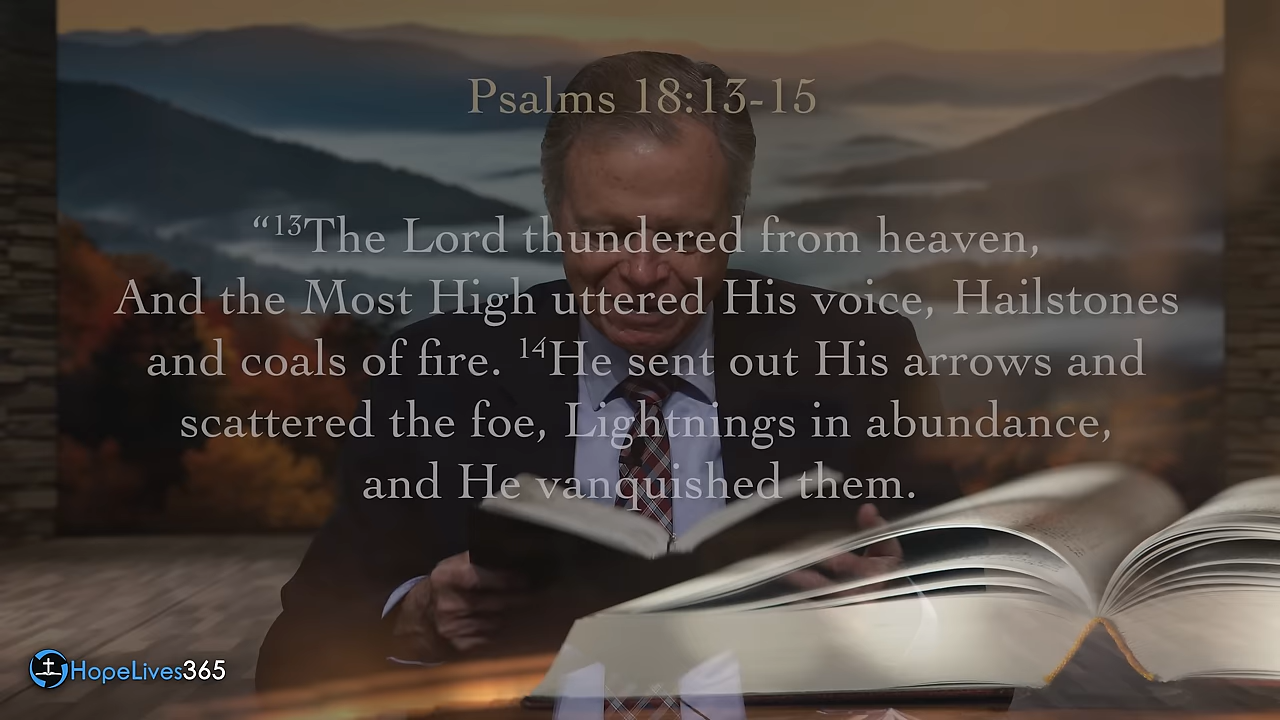 Psalms 18:13-15
“¹³The Lord thundered from heaven,
And the Most High uttered His voice, Hailstones
and coals of fire. ¹⁴He sent out His arrows and
scattered the foe, Lightnings in abundance,
and He vanquished them.
HopeLives365